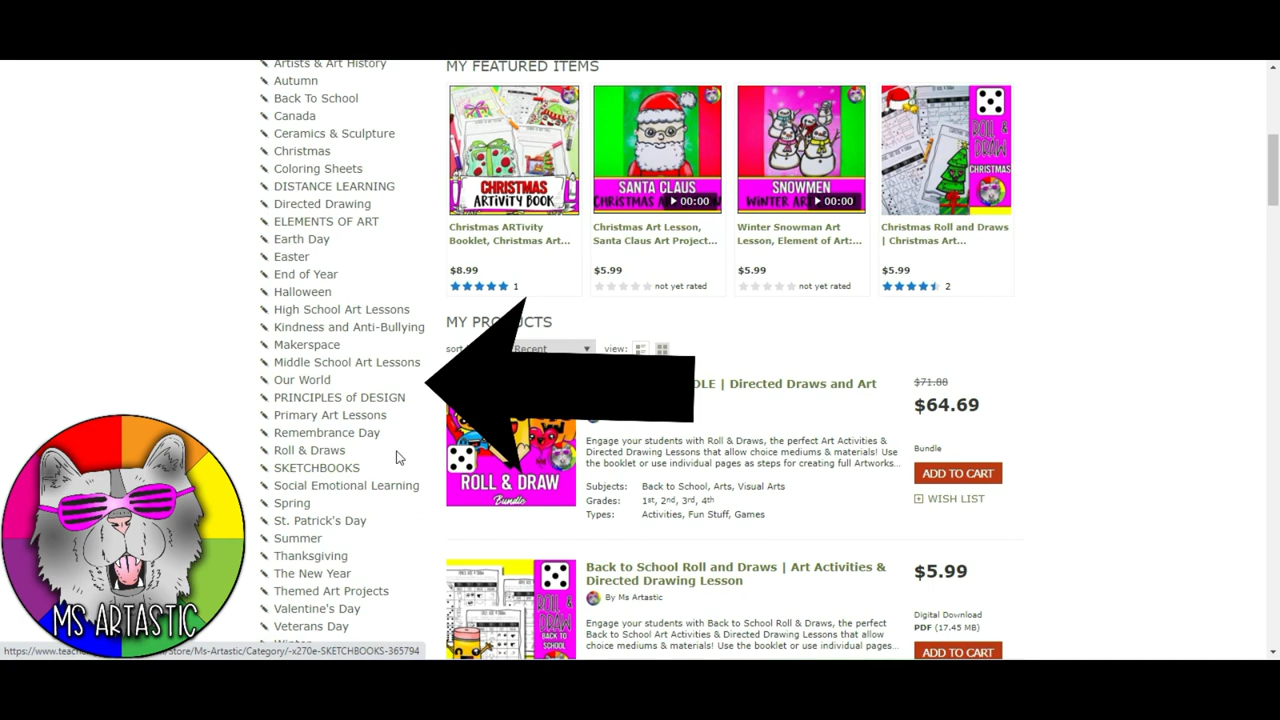 Artists & Art History
Autumn
Back To School
Canada
Ceramics & Sculpture
Christmas
Coloring Sheets
DISTANCE LEARNING
Directed Drawing
ELEMENTS OF ART
Earth Day
Easter
End of Year
Halloween
High School Art Lessons
Kindness and Anti-Bullying
Makerspace
Middle School Art Lessons
Our World
PRINCIPLES of DESIGN
Primary Art Lessons
Remembrance Day
Roll & Draws
SKETCHBOOKS
Social Emotional Learning
Spring
St. Patrick's Day
Summer
Thanksgiving
The New Year
Themed Art Projects
Valentine's Day
Veterans Day
MS ARTASTIC
MY FEATURED ITEMS
CHRISTMAS
ARTIVITY BOOK
Christmas ARTivity
Booklet, Christmas Art...
$8.99
1
SANTA CLAUS
00:00
Christmas Art Lesson,
Santa Claus Art Project...
$5.99
not yet rated
SNOWMEN
00:00
Winter Snowman Art
Lesson, Element of Art:...
$5.99
not yet rated
ROLL &
DRAW
CHRISTMAS
Christmas Roll and Draws
| Christmas Art...
$5.99
2
MY PRODUCTS
sort Recent view:
| Directed Draws and Art
$71.88
$64.69
Engage your students with Roll & Draws, the perfect Art Activities &
Directed Drawing Lessons that allow choice mediums & materials! Use
the booklet or use individual pages as steps for creating full Artworks...
Subjects: Back to School, Arts, Visual Arts
Grades: 1st, 2nd, 3rd, 4th
Types: Activities, Fun Stuff, Games
Bundle
ADD TO CART
WISH LIST
ROLL & DRAW
Bundle
ROLL &
DRAW
BACK TO
SCHOOL
Back to School Roll and Draws | Art Activities &
Directed Drawing Lesson
By Ms Artastic
Engage your students with Back to School Roll & Draws, the perfect
Back to School Art Activities & Directed Drawing Lessons that allow
choice mediums & materials! Use the booklet or use individual pages...
$5.99
Digital Download
PDF (17.45 MB)
ADD TO CART
https://www.teache Store/Ms-Artastic/Category/-x270e-SKETCHBOOKS-365794